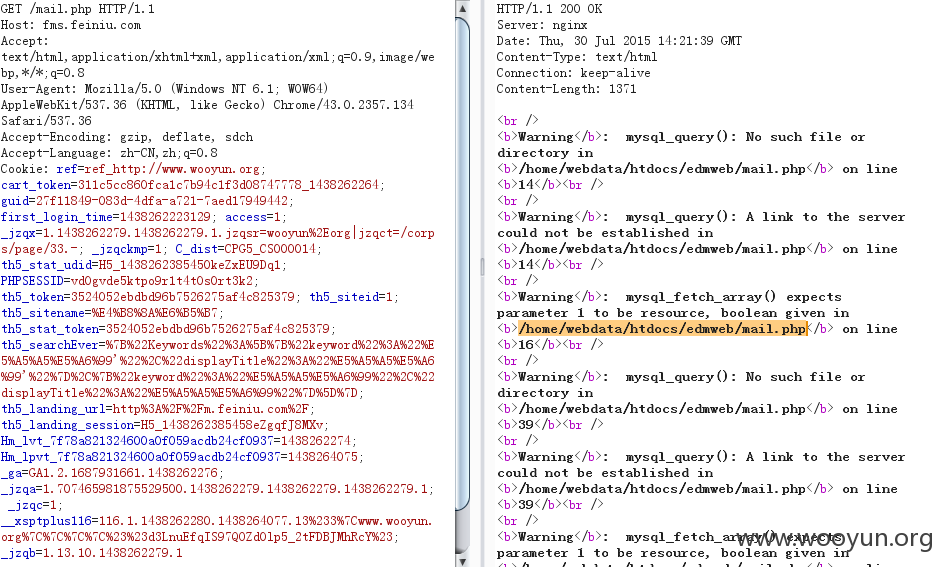 GET /mail.php HTTP/1.1
Host: fms.feiniu.com
Accept:
text/html,application/xhtml+xml,application/xml;q=0.9,image/we
bp,*/*;q=0.8
User-Agent: Mozilla/5.0 (Windows NT 6.1; WOW64)
AppleWebKit/537.36 (KHTML, like Gecko) Chrome/43.0.2357.134
Safari/537.36
Accept-Encoding: gzip, deflate, sdch
Accept-Language: zh-CN,zh;q=0.8
Cookie: ref=ref_http://www.wooyun.org;
cart_token=311c5cc860fca1c7b94c1f3d08747778_1438262264;
guid=27f11849-083d-4dfa-a721-7aed17949442;
first_login_time=1438262223129; access=1;
_jzqx=1.1438262279.1438262279.1.jzqsr=wooyun%2Eorg|jzqct=/corp
s/page/33.-; _jzqckmp=1; C_dist=CPG5_CS000014;
th5_stat_udid=H5_1438262385450keZxEU9Dq1;
PHPSESSID=vd0gvde5ktpo9r1t4t0s0rt3k2;
th5_token=3524052ebdbd96b7526275af4c825379; th5_siteid=1;
th5_sitename=%E4%B8%8A%E6%B5%B7;
th5_stat_token=3524052ebdbd96b7526275af4c825379;
th5_searchEver=%7B%22Keywords%22%3A%5B%7B%22keyword%22%3A%22%E
5%A5%A5%E5%A6%99'%22%2C%22displayTitle%22%3A%22%E5%A5%A5%E5%A6
%99'%22%7D%2C%7B%22keyword%22%3A%22%E5%A5%A5%E5%A6%99%22%2C%22
displayTitle%22%3A%22%E5%A5%A5%E5%A6%99%22%7D%5D%7D;
th5_landing_url=http%3A%2F%2Fm.feiniu.com%2F;
th5_landing_session=H5_1438262385458eZgqfJ8MXv;
Hm_lvt_7f78a821324600a0f059acdb24cf0937=1438262274;
Hm_lpvt_7f78a821324600a0f059acdb24cf0937=1438264075;
_ga=GA1.2.1687931661.1438262276;
_jzqa=1.707465981875529500.1438262279.1438262279.1438262279.1;
_jzqc=1;
__xsptplus116=116.1.1438262280.1438264077.13%233%7Cwww.wooyun.
org%7C%7C%7C%7C%23%23d3LnuEfqIS97Q0Zd0lp5_2tFDBJMhRcY%23;
_jzqb=1.13.10.1438262279.1
HTTP/1.1 200 OK
Server: nginx
Date: Thu, 30 Jul 2015 14:21:39 GMT
Content-Type: text/html
Connection: keep-alive
Content-Length: 1371
<br />
<b>Warning</b>:  mysql_query(): No such file or
directory in
<b>/home/webdata/htdocs/edmweb/mail.php</b> on line
<b>14</b><br />
<br />
<b>Warning</b>:  mysql_query(): A link to the server
could not be established in
<b>/home/webdata/htdocs/edmweb/mail.php</b> on line
<b>14</b><br />
<br />
<b>Warning</b>:  mysql_fetch_array() expects
parameter 1 to be resource, boolean given in
<b>/home/webdata/htdocs/edmweb/mail.php</b> on line
<b>16</b><br />
<br />
<b>Warning</b>:  mysql_query(): No such file or
directory in
<b>/home/webdata/htdocs/edmweb/mail.php</b> on line
<b>39</b><br />
<br />
<b>Warning</b>:  mysql_query(): A link to the server
could not be established in
<b>/home/webdata/htdocs/edmweb/mail.php</b> on line
<b>39</b><br />
<br />
<b>Warning</b>:  mysql_fetch_array() expects
parameter 1 to be resource, boolean given in
www.wooyun.org